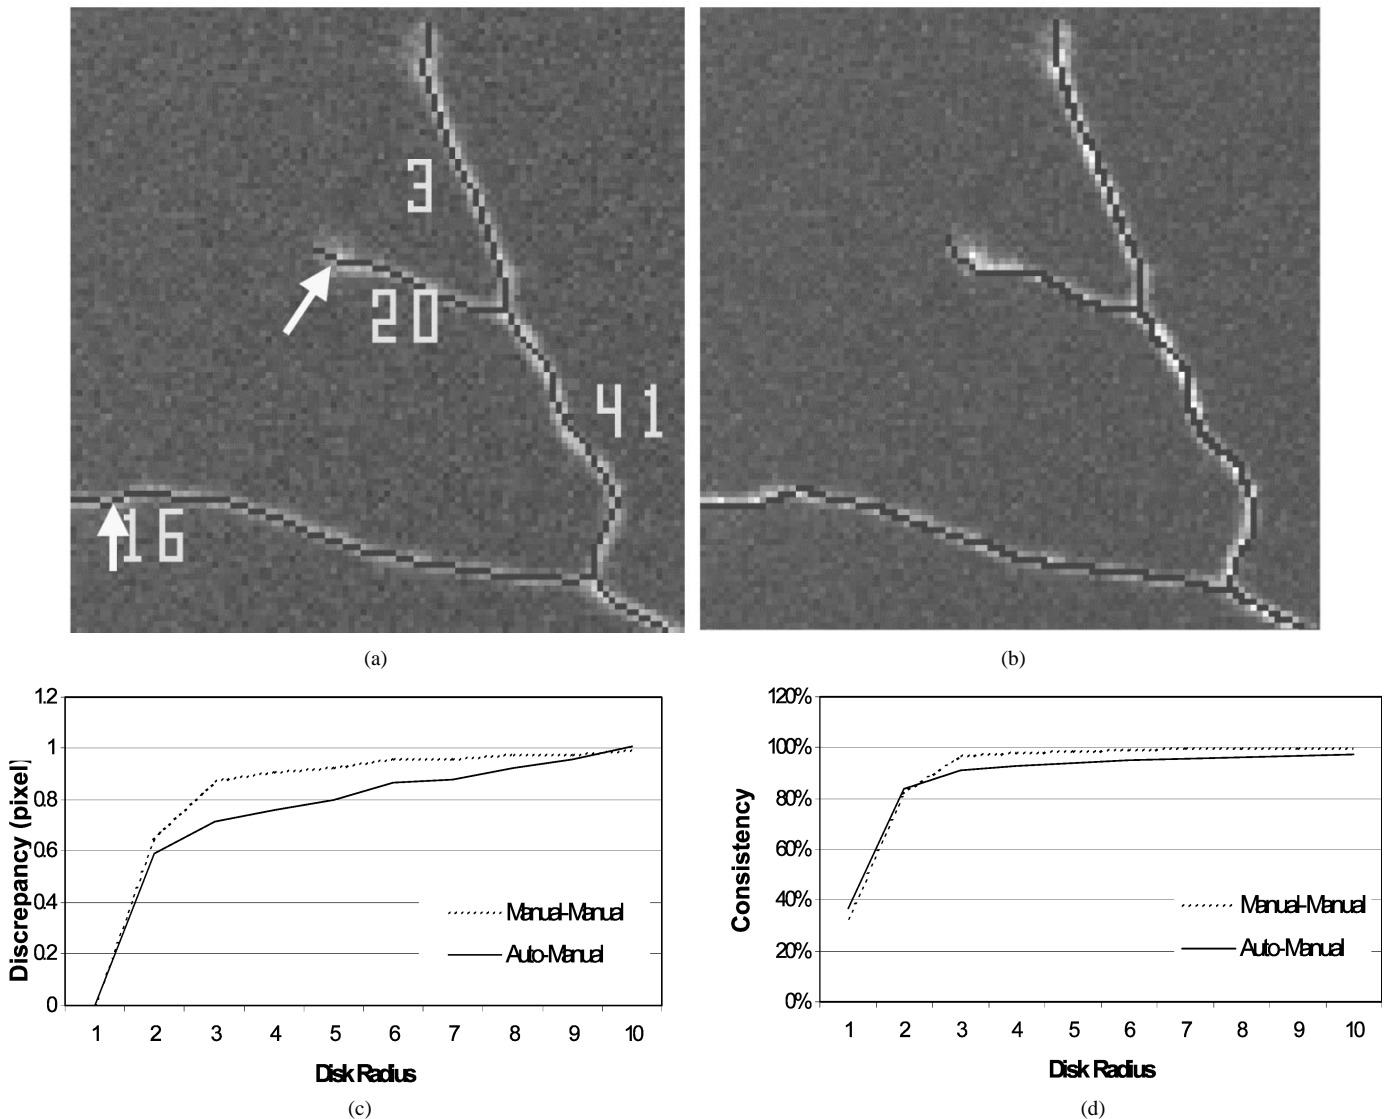 3
20
41
16
(a)
(b)
Discrepancy (pixel)
1.2
1
0.8
0.6
0.4
0.2
0
Manual-Manual
Auto-Manual
1 2 3 4 5 6 7 8 9 10
Disk Radius
(c)
Consistency
120%
100%
80%
60%
40%
20%
0%
Manual-Manual
Auto-Manual
1 2 3 4 5 6 7 8 9 10
Disk Radius
(d)